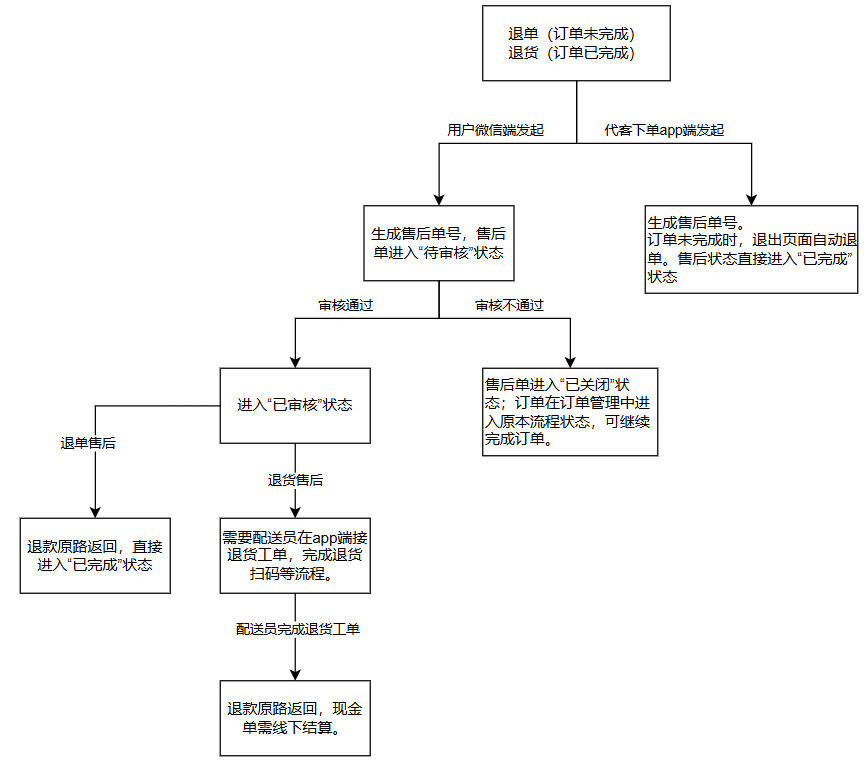 退单（订单未完成）
退货（订单已完成）
用户微信端发起
代客下单app端发起
生成售后单号，售后
单进入“待审核”状态
生成售后单号。
订单未完成时，退出页面自动退
单。售后状态直接进入“已完成”
状态
审核通过
审核不通过
进入“已审核”状态
售后单进入“已关闭”状
态；订单在订单管理中进
入原本流程状态，可继续
完成订单。
退单售后
退货售后
退款原路返回，直接
进入“已完成”状态
需要配送员在app端接
退货工单，完成退货
扫码等流程。
配送员完成退货工单
退款原路返回，现金
单需线下结算。